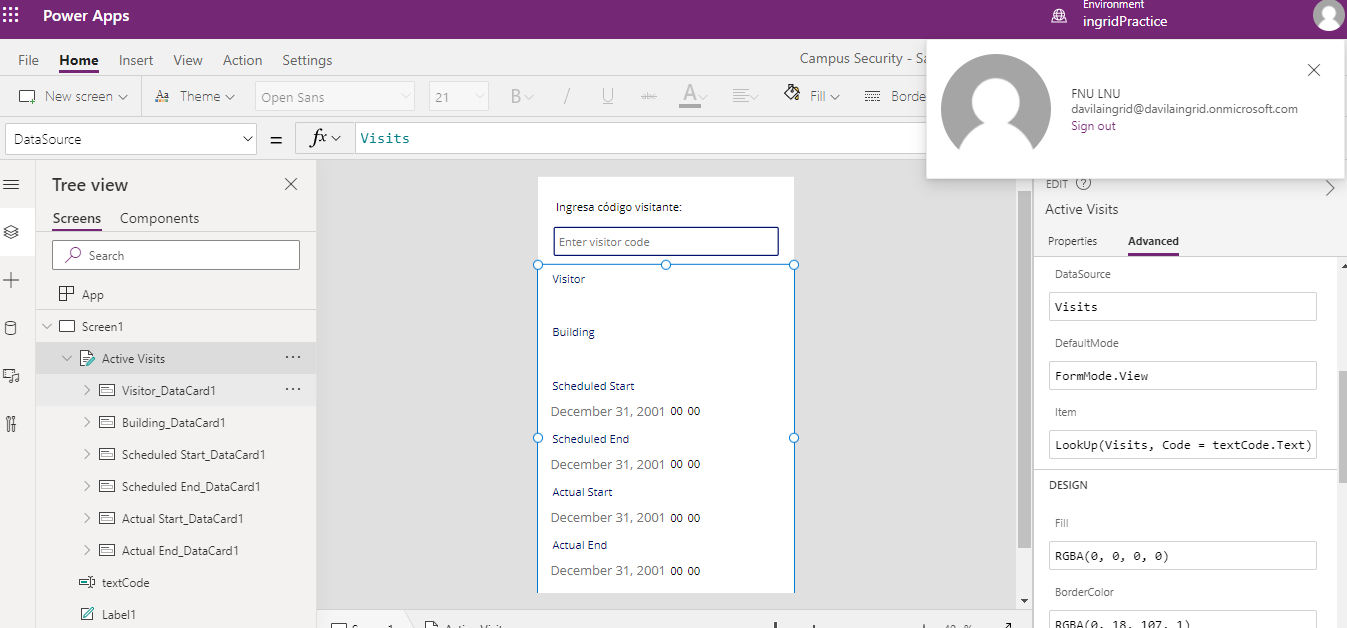 Power Apps
Environment
ingridPractice
File Home Insert View Action Settings
Campus Security - Sa
FNU LNU
davilaingrid@davilaingrid.onmicrosoft.com
Sign out
New screen Theme Open Sans 21 B / U abc A Fill Borde
DataSource = fx Visits
Tree view
Screens Components
Search
App
Screen1
Active Visits
Visitor_DataCard1
Building_DataCard1
Scheduled Start_DataCard1
Scheduled End_DataCard1
Actual Start_DataCard1
Actual End_DataCard1
textCode
Label1
Ingresa código visitante:
Enter visitor code
Visitor
Building
Scheduled Start
December 31, 2001 00 00
Scheduled End
December 31, 2001 00 00
Actual Start
December 31, 2001 00 00
Actual End
December 31, 2001 00 00
EDIT ?
Active Visits
Properties Advanced
DataSource
Visits
DefaultMode
FormMode.View
Item
LookUp(Visits, Code = textCode.Text)
DESIGN
Fill
RGBA(0, 0, 0, 0)
BorderColor
RGBA(0, 18, 107, 1)